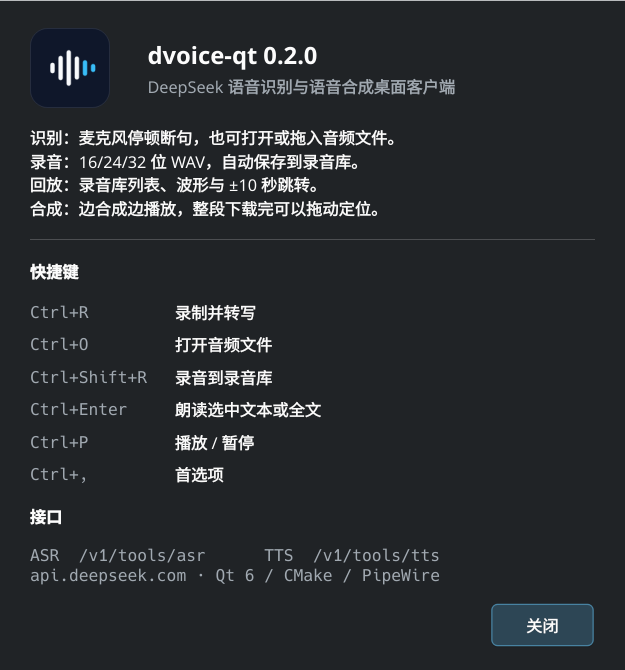 dvoice-qt 0.2.0
DeepSeek 语音识别与语音合成桌面客户端
识别：麦克风停顿断句，也可打开或拖入音频文件。
录音：16/24/32 位 WAV，自动保存到录音库。
回放：录音库列表、波形与 ±10 秒跳转。
合成：边合成边播放，整段下载完可以拖动定位。
快捷键
Ctrl+R 录制并转写
Ctrl+O 打开音频文件
Ctrl+Shift+R 录音到录音库
Ctrl+Enter 朗读选中文本或全文
Ctrl+P 播放 / 暂停
Ctrl+, 首选项
接口
ASR /v1/tools/asr TTS /v1/tools/tts
api.deepseek.com · Qt 6 / CMake / PipeWire
关闭